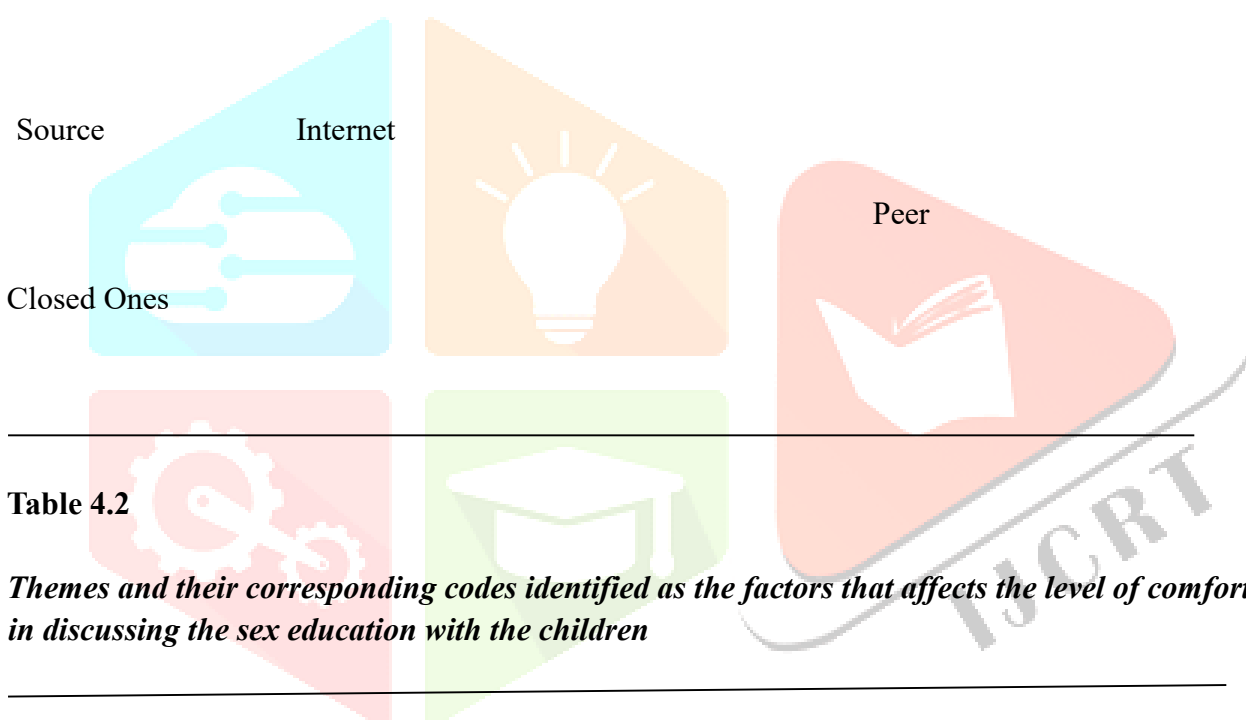 Source Internet
Peer
Closed Ones
Table 4.2
Themes and their corresponding codes identified as the factors that affects the level of comfort
in discussing the sex education with the children
IJCRT